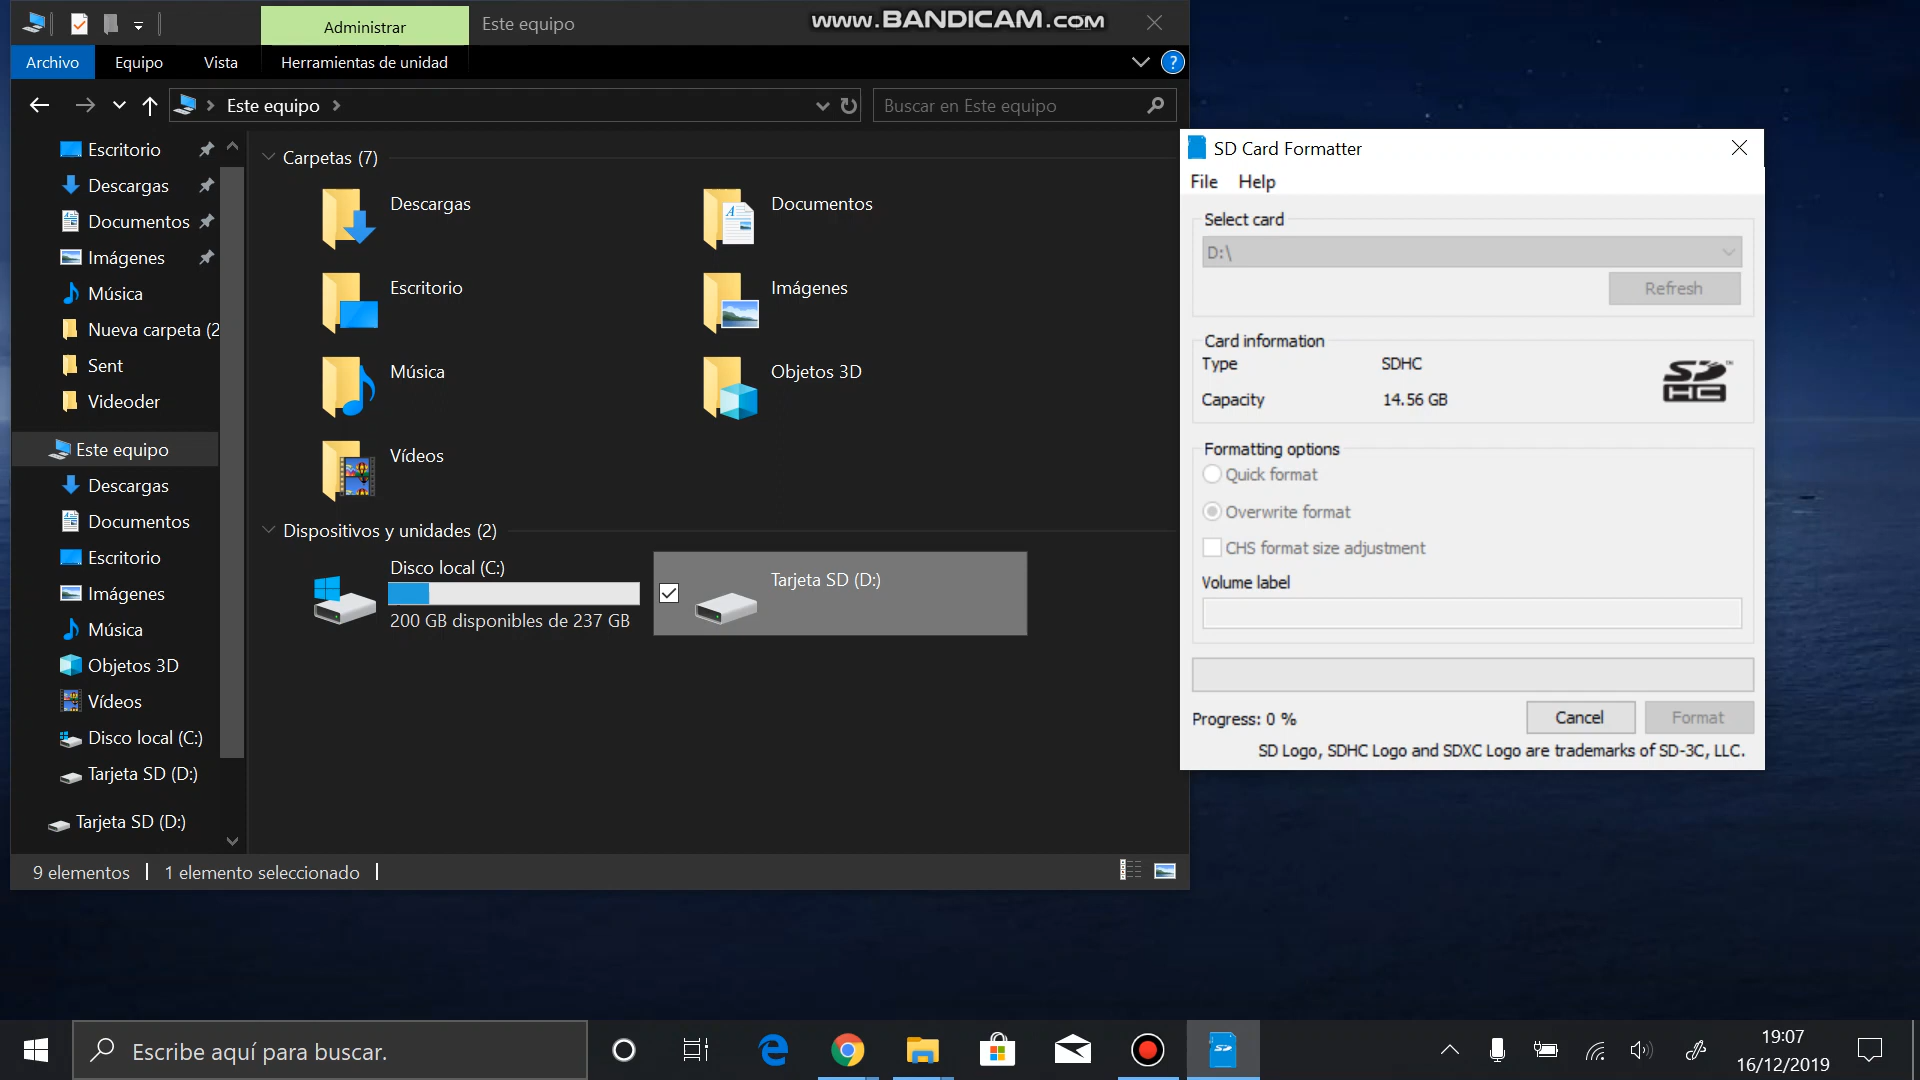 Administrar
Este equipo
www.BANDICAM.com
Archivo
Equipo
Vista
Herramientas de unidad
?
Este equipo
Buscar en Este equipo
Escritorio
Descargas
Documentos
Imágenes
Música
Nueva carpeta (2
Sent
Videoder
Este equipo
Descargas
Documentos
Escritorio
Imágenes
Música
Objetos 3D
Vídeos
Disco local (C:)
Tarjeta SD (D:)
Tarjeta SD (D:)
Carpetas (7)
Descargas
Documentos
Escritorio
Imágenes
Música
Objetos 3D
Vídeos
Dispositivos y unidades (2)
Disco local (C:)
200 GB disponibles de 237 GB
Tarjeta SD (D:)
9 elementos
1 elemento seleccionado
SD Card Formatter
File
Help
Select card
D:\
Refresh
Card information
Type
SDHC
Capacity
14.56 GB
SD HC ™
Formatting options
Quick format
Overwrite format
CHS format size adjustment
Volume label
Progress: 0 %
Cancel
Format
SD Logo, SDHC Logo and SDXC Logo are trademarks of SD-3C, LLC.
Escribe aquí para buscar.
19:07
16/12/2019